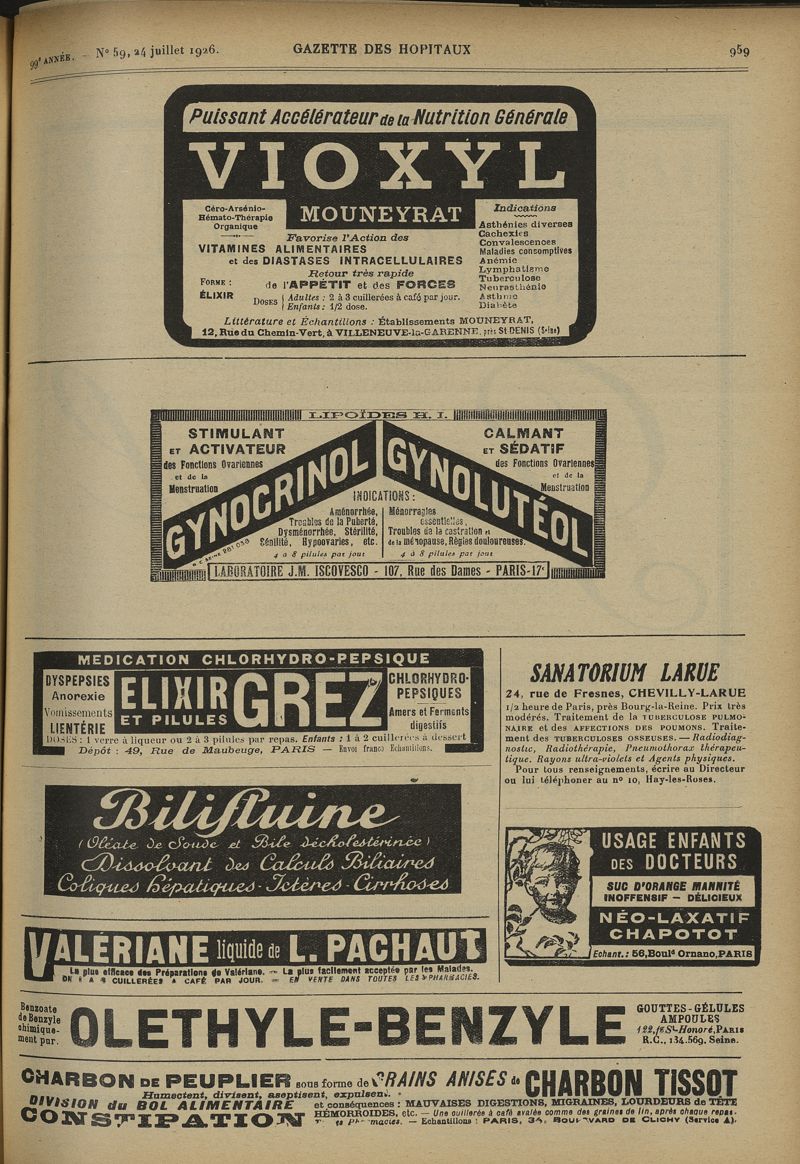 99e ANNÉE. — N° 59, 24 juillet 1926.
GAZETTE DES HOPITAUX
959
Puissant Accélérateur de la Nutrition Générale
VIOXYL
MOUNEYRAT
Céro-Arsénio-
Hémato-Thérapie
Organique
Favorise l'Action des
VITAMINES ALIMENTAIRES
et des DIASTASES INTRACELLULAIRES
Retour très rapide
de l'APPÉTIT et des FORCES
FORME :
ÉLIXIR
DOSES
Adultes : 2 à 3 cuillerées à café par jour.
Enfants : 1/2 dose.
Indications
Asthénies diverses
Cachexies
Convalescences
Maladies consomptives
Anémie
Lymphatisme
Tuberculose
Neurasthénie
Asthme
Diabète
Littérature et Échantillons : Établissements MOUNEYRAT,
12, Rue du Chemin-Vert, à VILLENEUVE-la-GARENNE, près St-DENIS (Seine)
LIPOÏDES H. I.
STIMULANT
ET ACTIVATEUR
des Fonctions Ovariennes
et de la
Menstruation
GYNOCRINOL
GYNOLUTÉOL
CALMANT
ET SÉDATIF
des Fonctions Ovariennes
et de la
Menstruation
INDICATIONS :
Aménorrhée,
Troubles de la Puberté,
Dysménorrhée, Stérilité,
Sénilité, Hypoovaries, etc.
4 à 8 pilules par jour
Ménorragies
essentielles,
Troubles de la castration et
de la ménopause, Règles douloureuses.
4 à 8 pilules par jour
R. C. SEINE 281 039
LABORATOIRE J.M. ISCOVESCO - 107, Rue des Dames - PARIS-17e
MEDICATION CHLORHYDRO-PEPSIQUE
DYSPEPSIES
Anorexie
Vomissements
LIENTÉRIE
ELIXIR
ET PILULES
GREZ
CHLORHYDRO-
PEPSIQUES
Amers et Ferments
digestifs
DOSES : 1 verre à liqueur ou 2 à 3 pilules par repas. Enfants : 1 à 2 cuillerées à dessert
Dépôt : 49, Rue de Maubeuge, PARIS — Envoi franco Echantillons.
SANATORIUM LARUE
24, rue de Fresnes, CHEVILLY-LARUE
1/2 heure de Paris, près Bourg-la-Reine. Prix très
modérés. Traitement de la TUBERCULOSE PULMO-
NAIRE et des AFFECTIONS DES POUMONS. Traite-
ment des TUBERCULOSES OSSEUSES. — Radiodiag-
nostic, Radiothérapie, Pneumothorax thérapeu-
tique. Rayons ultra-violets et Agents physiques.
Pour tous renseignements, écrire au Directeur
ou lui téléphoner au n° 10, Hay-les-Roses.
Bilifluine
(Oléate de Soude et Bile décholestérinée)
Dissolvant des Calculs Biliaires
Coliques hépatiques - Ictères - Cirrhoses
USAGE ENFANTS
DES DOCTEURS
SUC D'ORANGE MANNITÉ
INOFFENSIF — DÉLICIEUX
NÉO-LAXATIF
CHAPOTOT
Echant. : 56, Bould Ornano, PARIS
VALÉRIANE liquide de L. PACHAUT
La plus efficace des Préparations de Valériane. — La plus facilement acceptée par les Malades.
CUILLERÉES A CAFÉ PAR JOUR. — EN VENTE DANS TOUTES LES PHARMACIES.
Benzoate
de Benzyle
chimique-
ment pur.
OLETHYLE-BENZYLE
GOUTTES-GÉLULES
AMPOULES
122, fg St-Honoré, PARIS
R.C., 134.569. Seine.
CHARBON DE PEUPLIER sous forme de GRAINS ANISES de CHARBON TISSOT
Humectent, divisent, aseptisent, expulsent.
DIVISION du BOL ALIMENTAIRE et conséquences : MAUVAISES DIGESTIONS, MIGRAINES, LOURDEURS de TÊTE
CONSTIPATION
HÉMORROIDES, etc. — Une cuillerée à café avalée comme des graines de lin, après chaque repas.
Echantillons : PARIS, 34, BOULEVARD DE CLICHY (Service A).